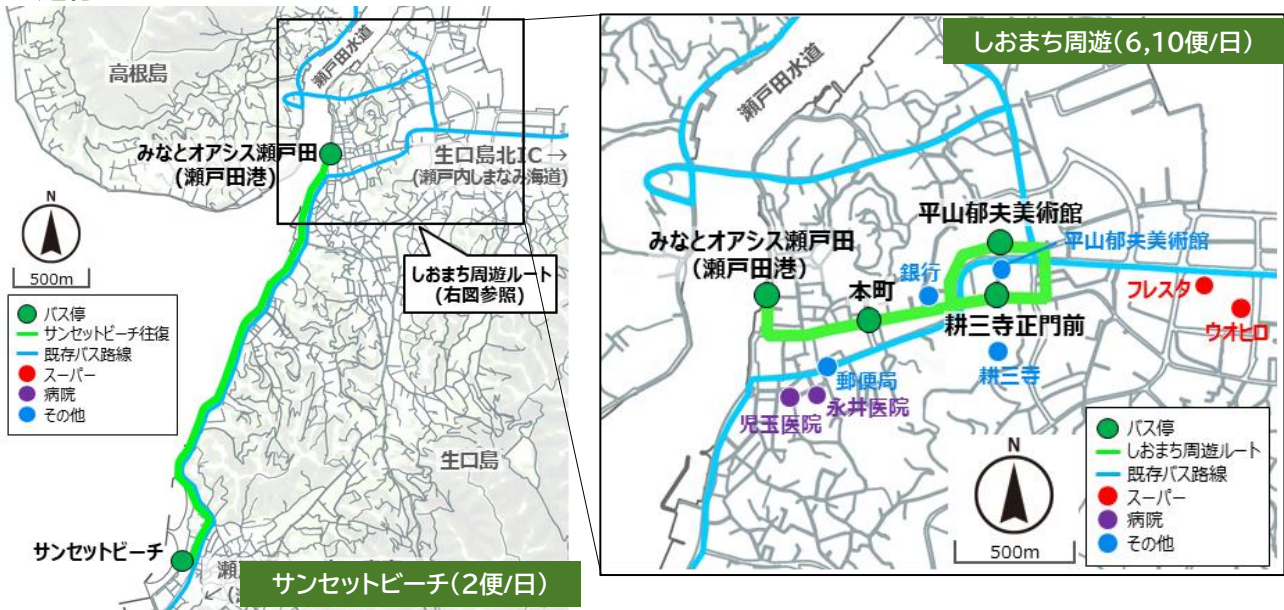 高根島
瀬戸田水道
みなとオアシス瀬戸田
(瀬戸田港)
生口島北IC →
(瀬戸内しまなみ海道)
N
500m
しおまち周遊ルート
(右図参照)
バス停
サンセットビーチ往復
既存バス路線
スーパー
病院
その他
生口島
サンセットビーチ
サンセットビーチ(2便/日)
しおまち周遊(6,10便/日)
瀬戸田水道
平山郁夫美術館
みなとオアシス瀬戸田
(瀬戸田港)
平山郁夫美術館
銀行
本町
フレスタ
耕三寺正門前
ウオヒロ
郵便局
耕三寺
永井医院
児玉医院
N
500m
バス停
しおまち周遊ルート
既存バス路線
スーパー
病院
その他